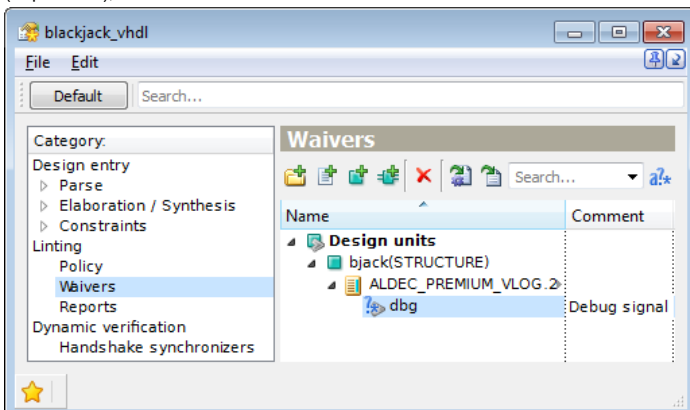 blackjack_vhdl
File Edit
Default Search...
Category:
Design entry
Parse
Elaboration / Synthesis
Constraints
Linting
Policy
Waivers
Reports
Dynamic verification
Handshake synchronizers
Waivers
Search...
Name Comment
Design units
bjack(STRUCTURE)
ALDEC_PREMIUM_VLOG.2
dbg Debug signal